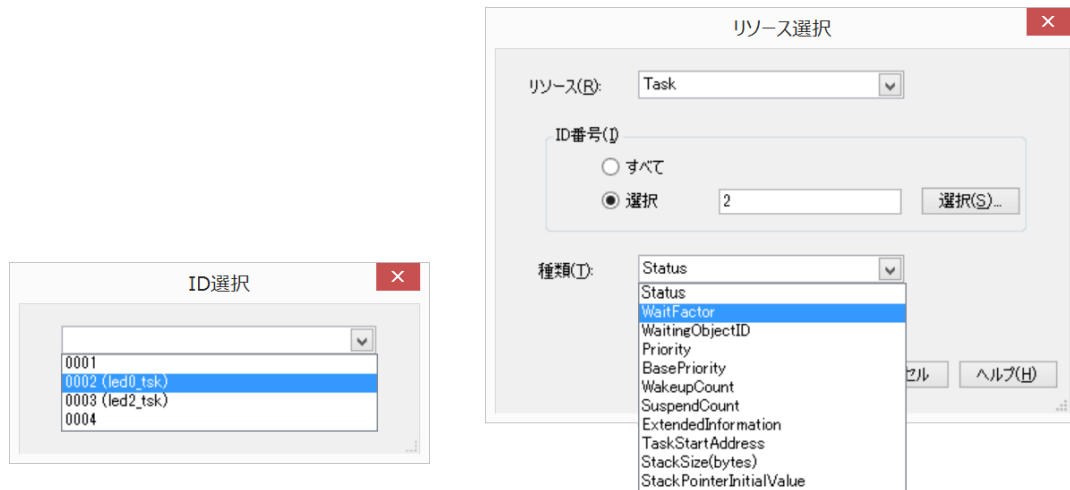 ID選択
0001
0002 (led0_tsk)
0003 (led2_tsk)
0004
リソース選択
リソース(R): Task
ID番号(I)
すべて
選択 2 選択(S)...
種類(T): Status
Status
WaitFactor
WaitingObjectID
Priority
BasePriority
WakeupCount
SuspendCount
ExtendedInformation
TaskStartAddress
StackSize(bytes)
StackPointerInitialValue
セル ヘルプ(H)